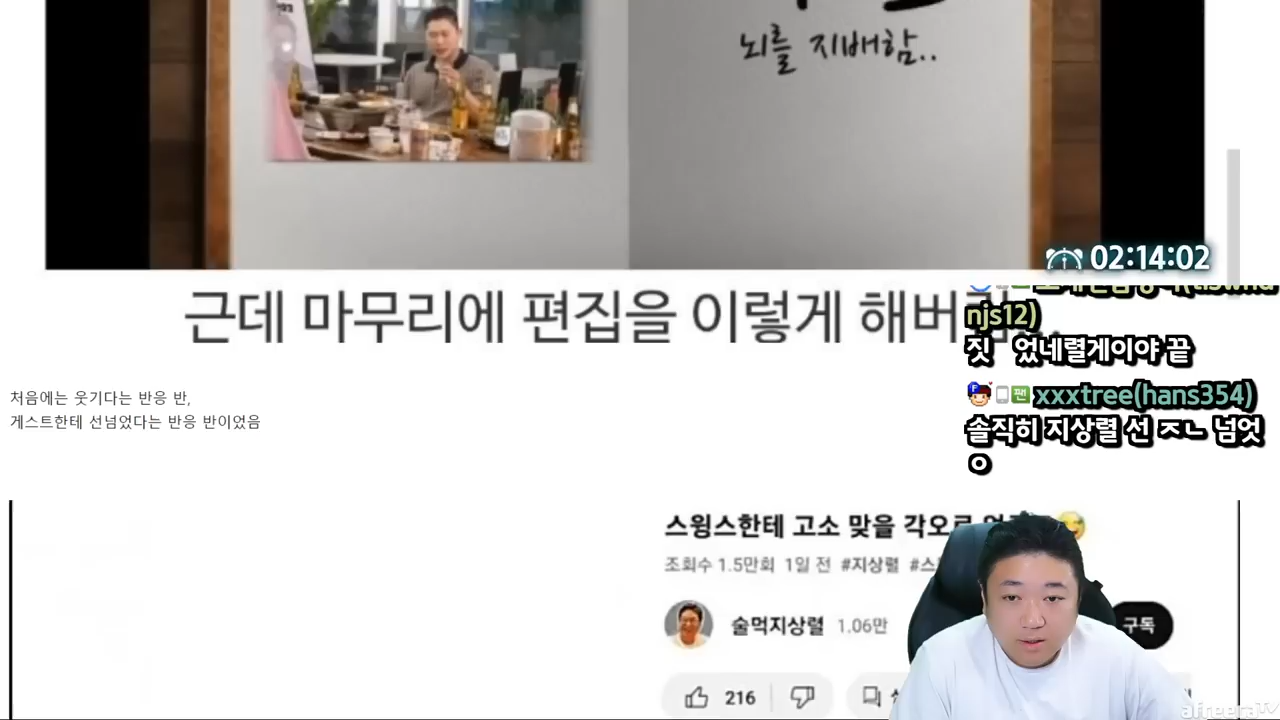 뇌를 지배함..
02:14:02
근데 마무리에 편집을 이렇게 해버
njs12)
짓 었네렬게이야 끝
xxxtree(hans354)
솔직히 지상렬 선 ㅈㄴ 넘엇
ㅇ
처음에는 웃기다는 반응 반,
게스트한테 선넘었다는 반응 반이었음
스윙스한테 고소 맞을 각오로
조회수 1.5만회 1일 전 #지상렬
술먹지상렬 1.06만
구독
216
afreecaTV